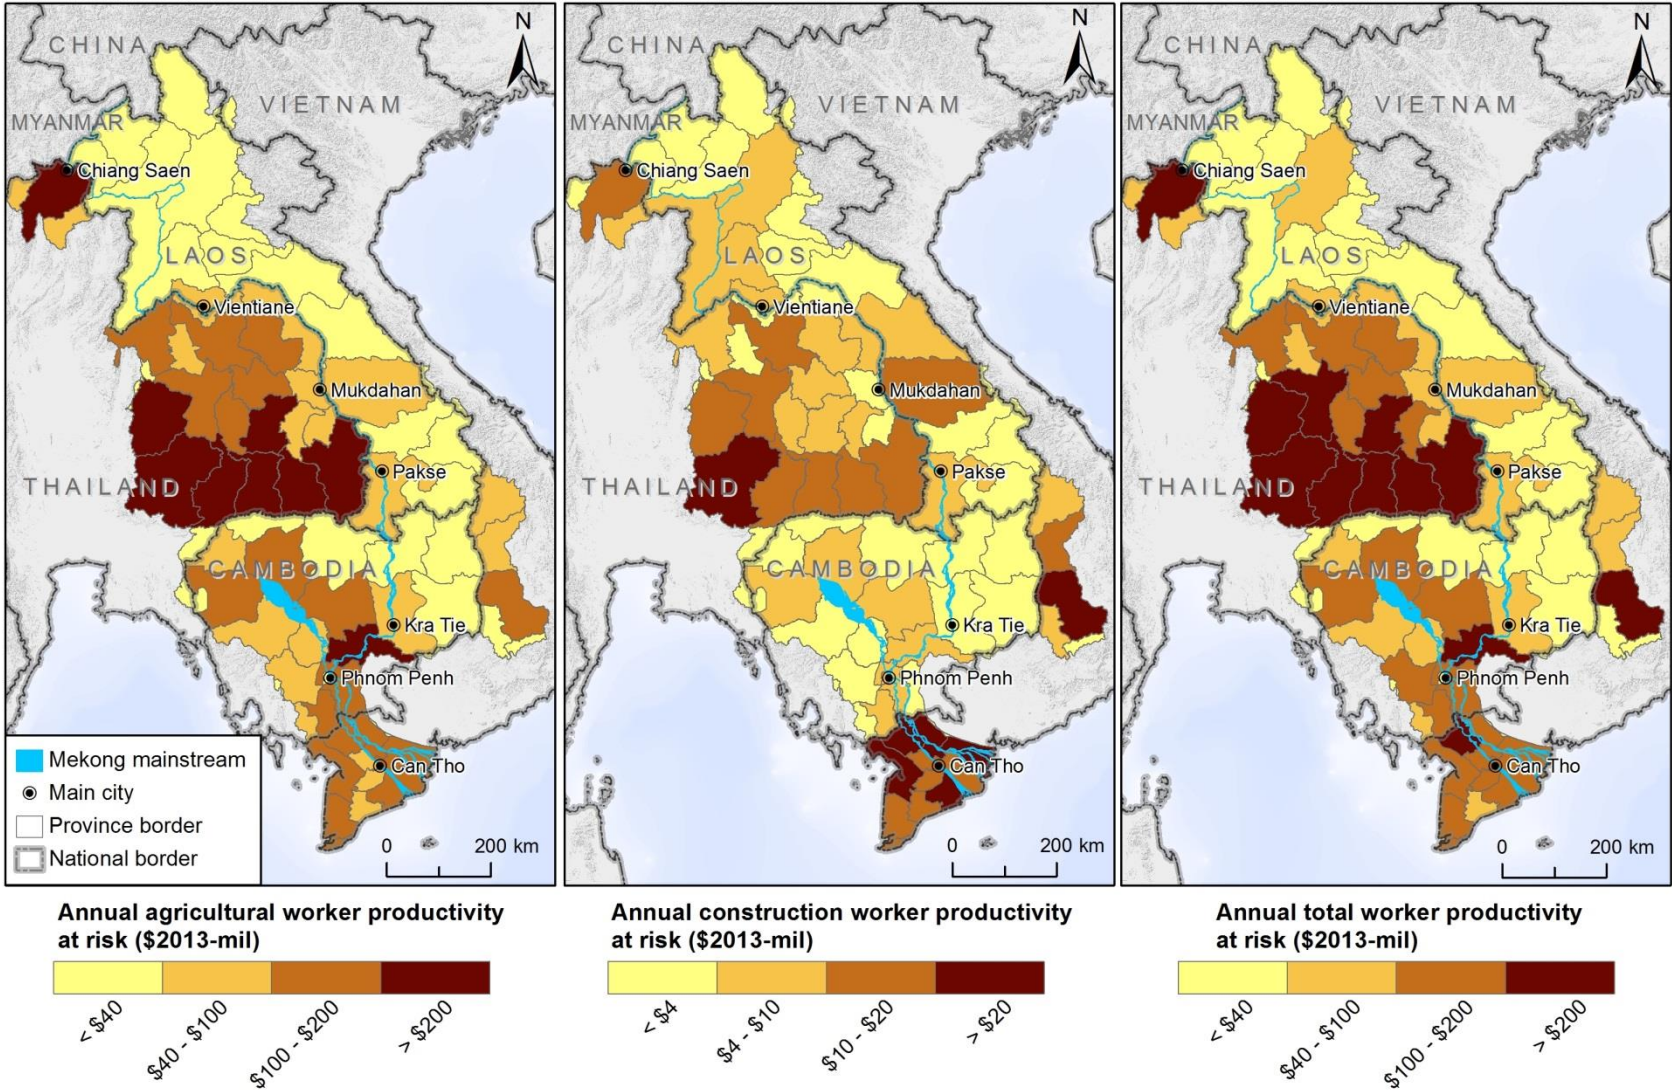 N
CHINA
VIETNAM
MYANMAR
Chiang Saen
LAOS
Vientiane
Mukdahan
Pakse
THAILAND
CAMBODIA
Kra Tie
Phnom Penh
Can Tho
Mekong mainstream
Main city
Province border
National border
0 200 km
Annual agricultural worker productivity
at risk ($2013-mil)
< $40
$40 - $100
$100 - $200
> $200
N
CHINA
VIETNAM
MYANMAR
Chiang Saen
LAOS
Vientiane
Mukdahan
Pakse
THAILAND
CAMBODIA
Kra Tie
Phnom Penh
Can Tho
0 200 km
Annual construction worker productivity
at risk ($2013-mil)
< $4
$4 - $10
$10 - $20
> $20
N
CHINA
VIETNAM
MYANMAR
Chiang Saen
LAOS
Vientiane
Mukdahan
Pakse
THAILAND
CAMBODIA
Kra Tie
Phnom Penh
Can Tho
0 200 km
Annual total worker productivity
at risk ($2013-mil)
< $40
$40 - $100
$100 - $200
> $200